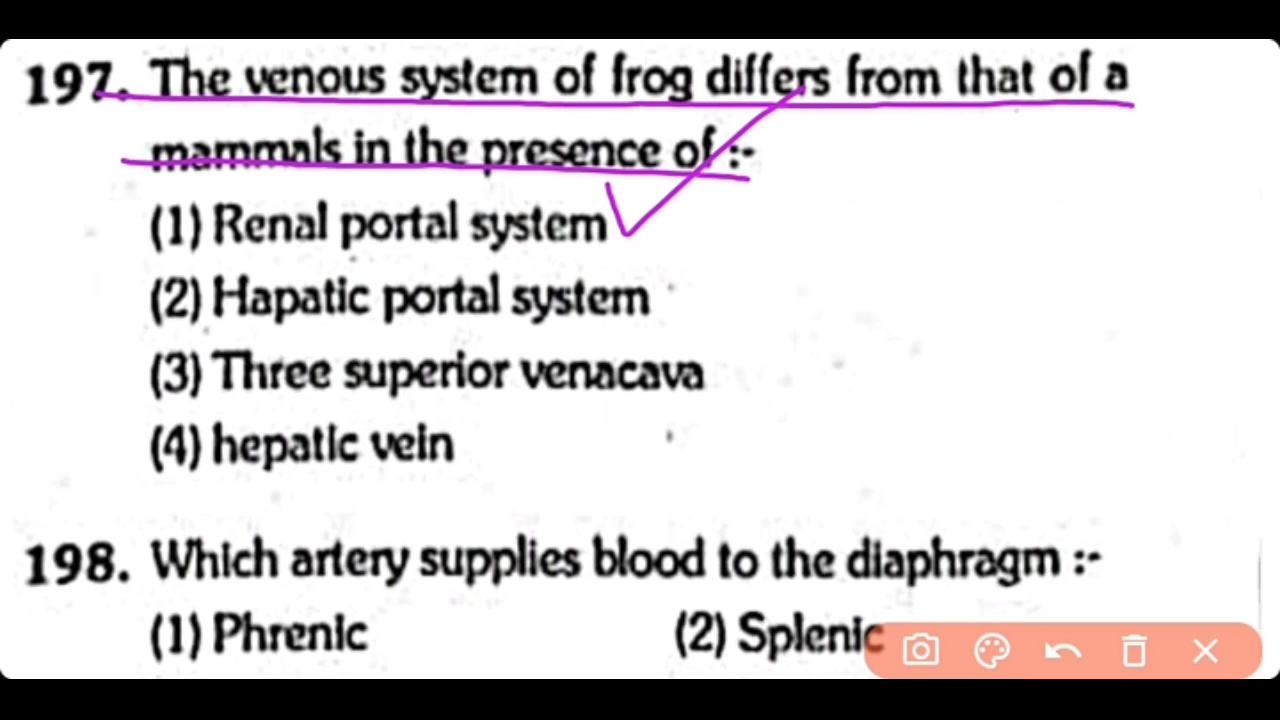 197. The venous system of frog differs from that of a
mammals in the presence of :-
(1) Renal portal system
(2) Hapatic portal system
(3) Three superior venacava
(4) hepatic vein
198. Which artery supplies blood to the diaphragm :-
(1) Phrenic (2) Splenic